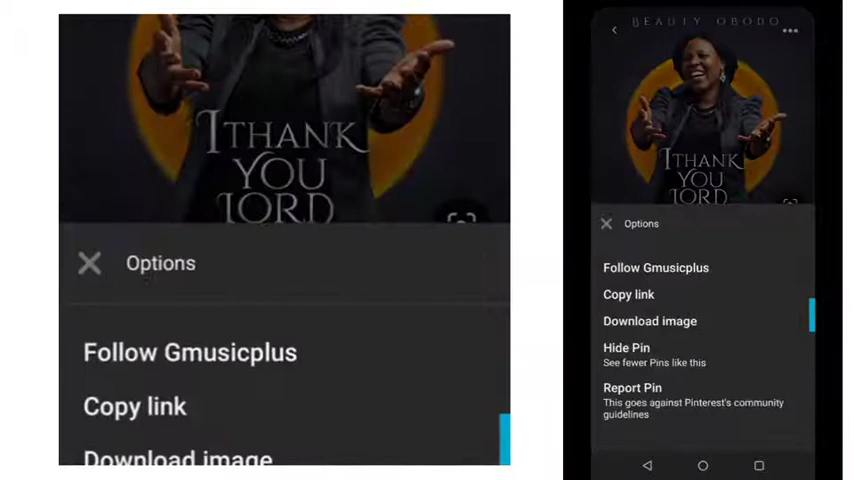 I THANK
YOU
LORD
Options
Follow Gmusicplus
Copy link
Download image
BEAUTY OBODO
I THANK
YOU
LORD
Options
Follow Gmusicplus
Copy link
Download image
Hide Pin
See fewer Pins like this
Report Pin
This goes against Pinterest's community
guidelines